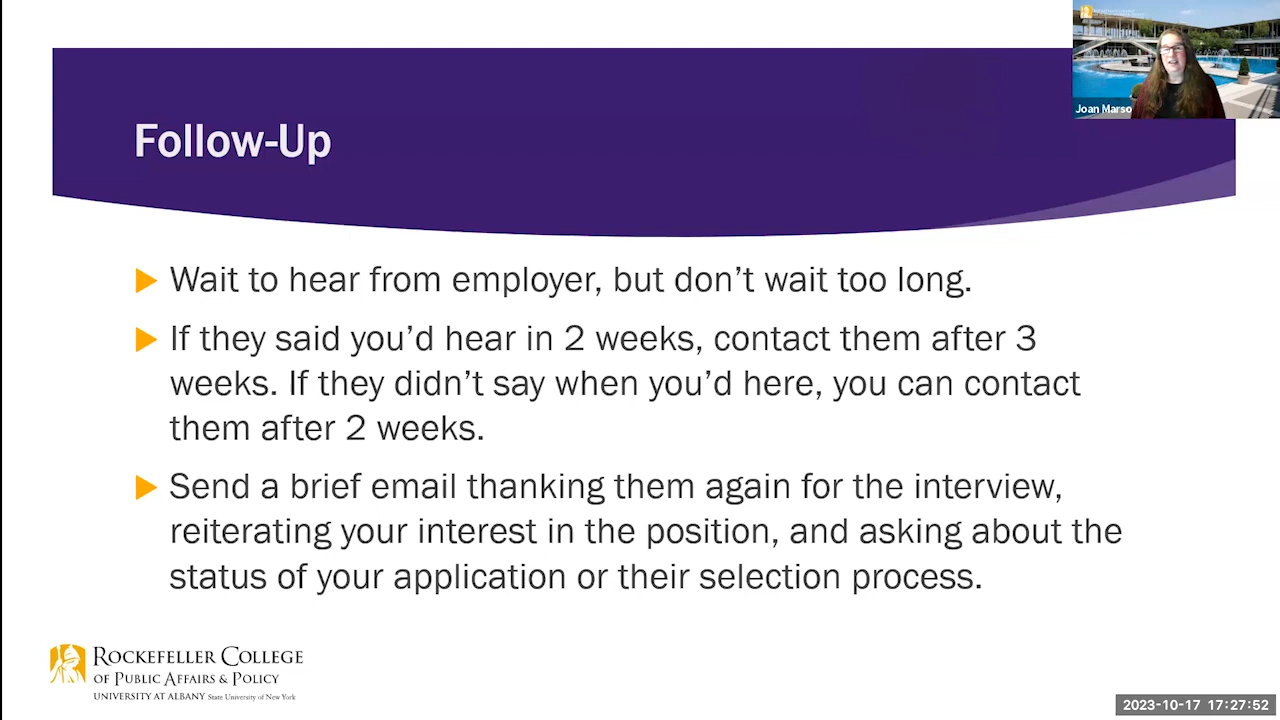 Joan Marso
Follow-Up
Wait to hear from employer, but don't wait too long.
If they said you'd hear in 2 weeks, contact them after 3
weeks. If they didn't say when you'd here, you can contact
them after 2 weeks.
Send a brief email thanking them again for the interview,
reiterating your interest in the position, and asking about the
status of your application or their selection process.
ROCKEFELLER COLLEGE
OF PUBLIC AFFAIRS & POLICY
UNIVERSITY AT ALBANY State University of New York
2023-10-17 17:27:52